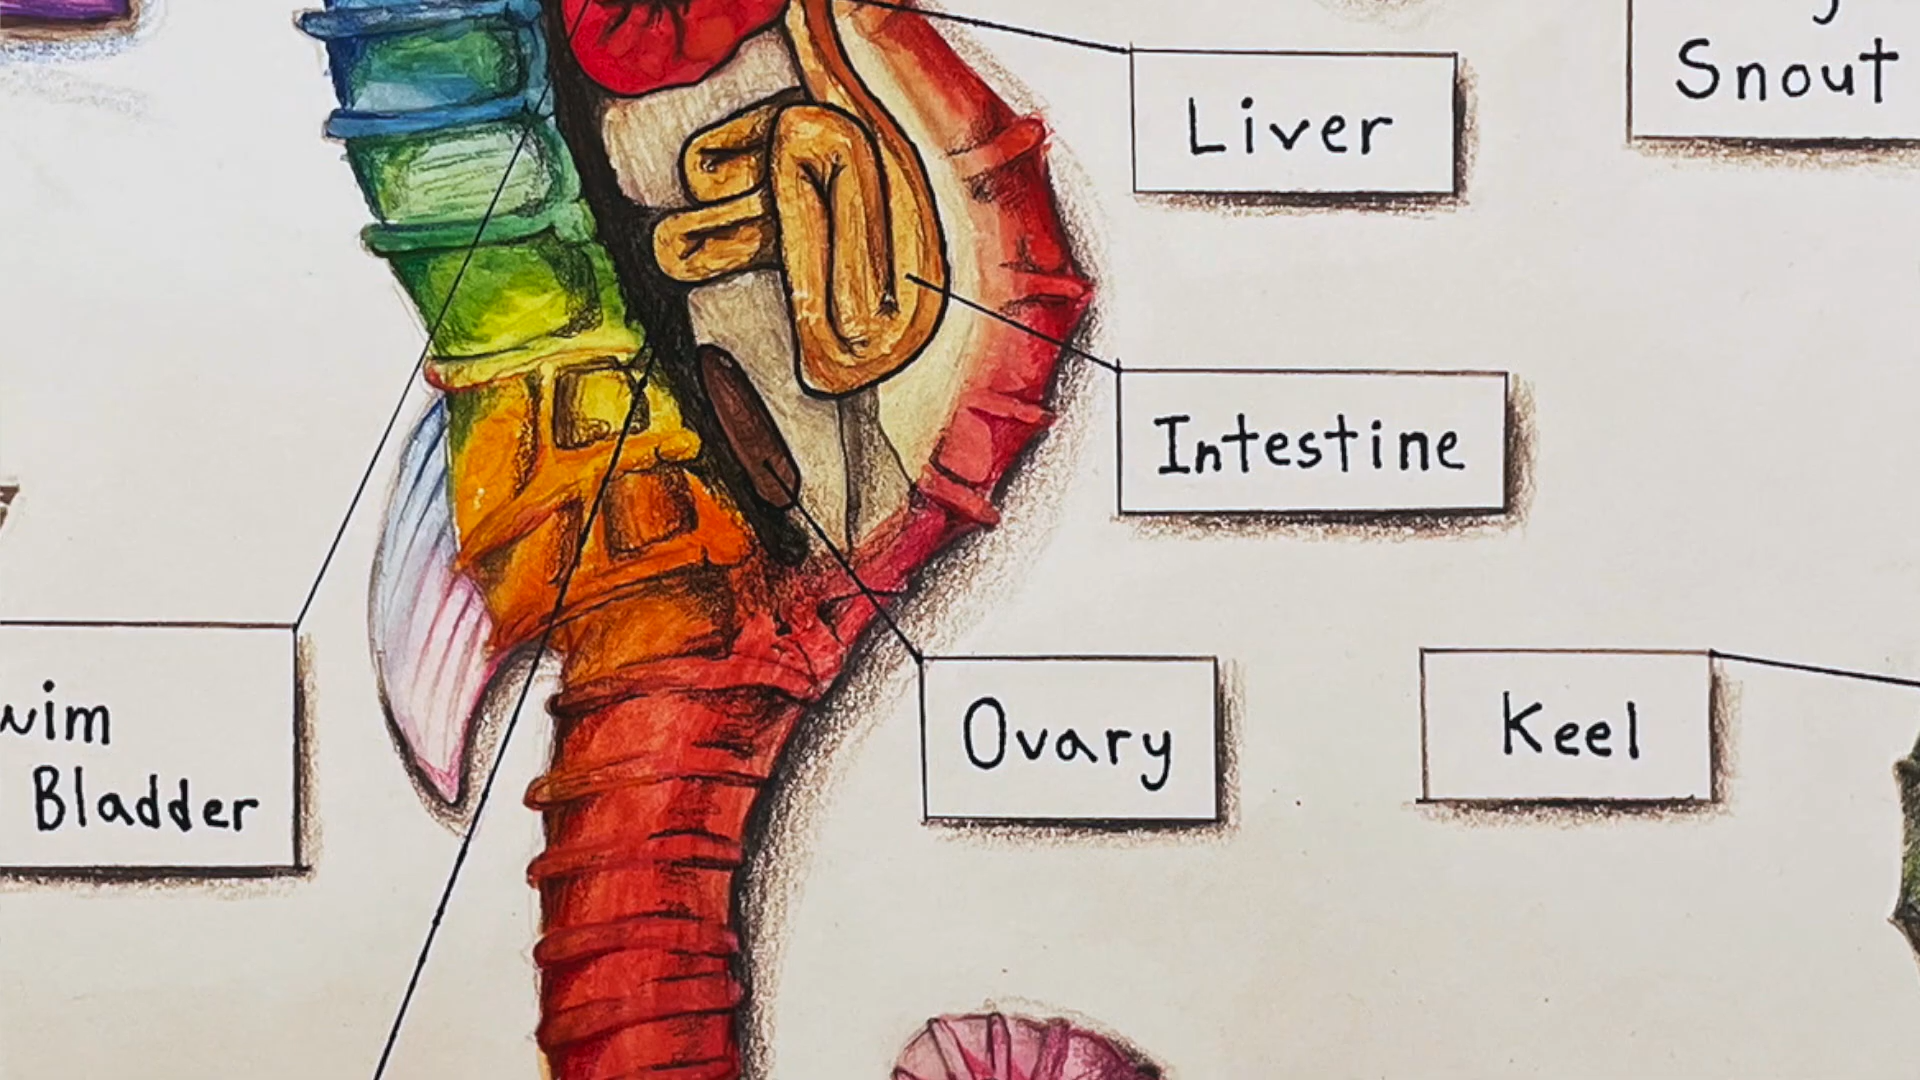 Snout
Liver
Intestine
Bladder
Ovary
Keel